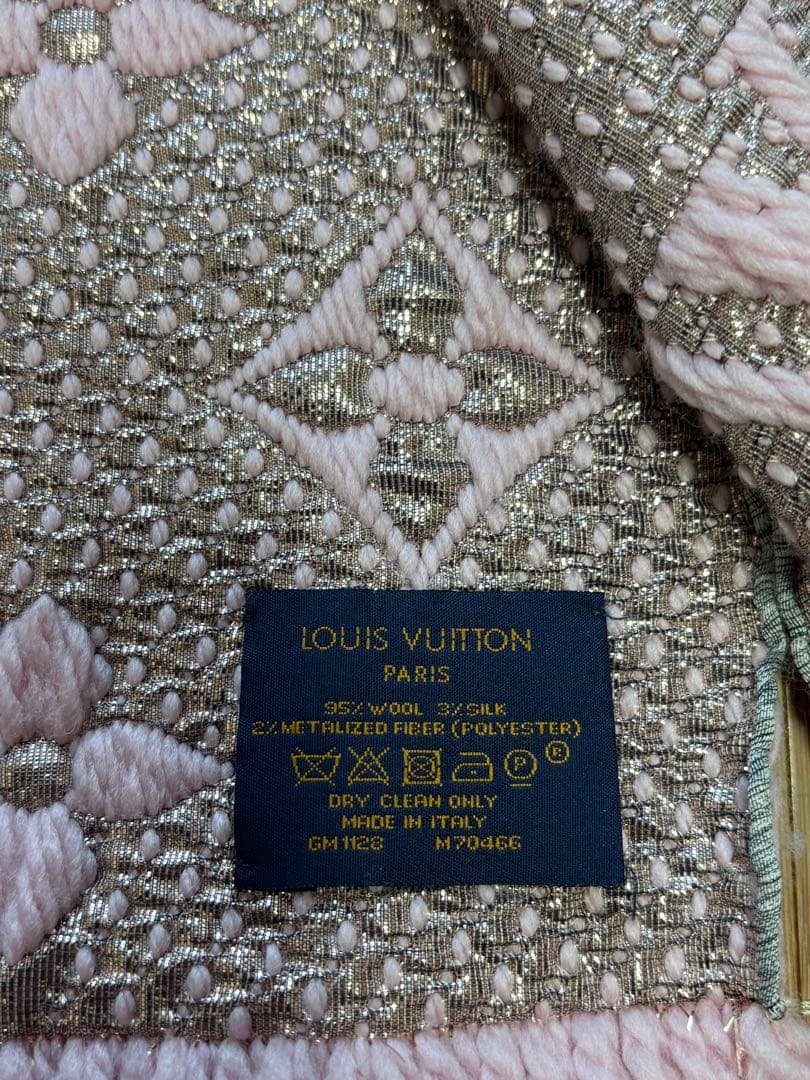 LOUIS VUITTON
PARIS
95% WOOL 3% SILK
2% METALIZED FIBER (POLYESTER)
P ®
DRY CLEAN ONLY
MADE IN ITALY
GM1128 M70466